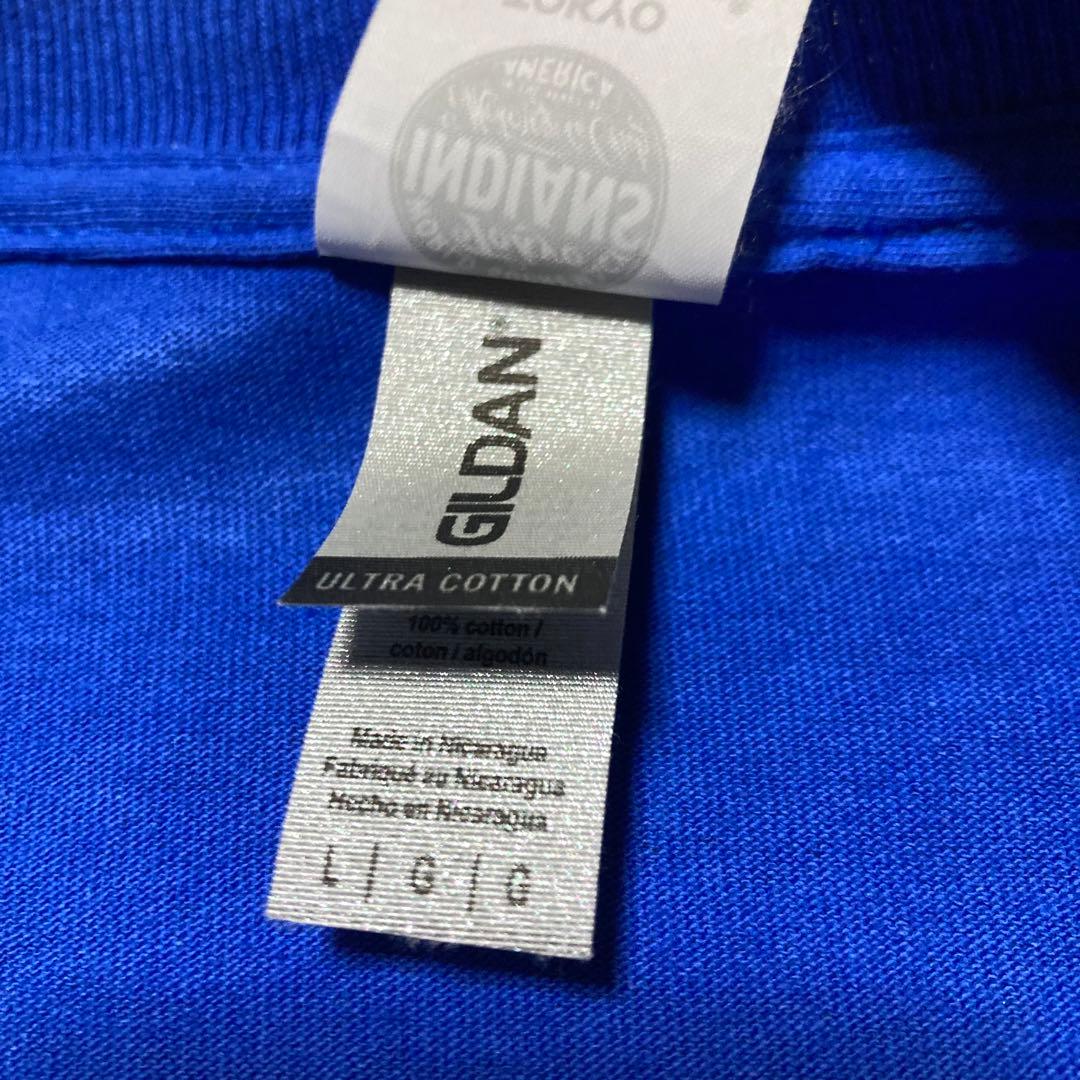 TOKYO
AMERICA
INDIANS
GILDAN®
ULTRA COTTON
100% cotton /
coton / algodón
Made in Nicaragua
Fabriqué au Nicaragua
Hecho en Nicaragua
L | G | G